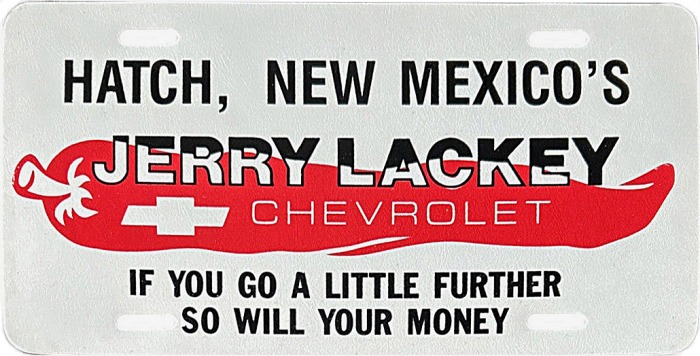 HATCH, NEW MEXICO'S
JERRY LACKEY
CHEVROLET
IF YOU GO A LITTLE FURTHER
SO WILL YOUR MONEY